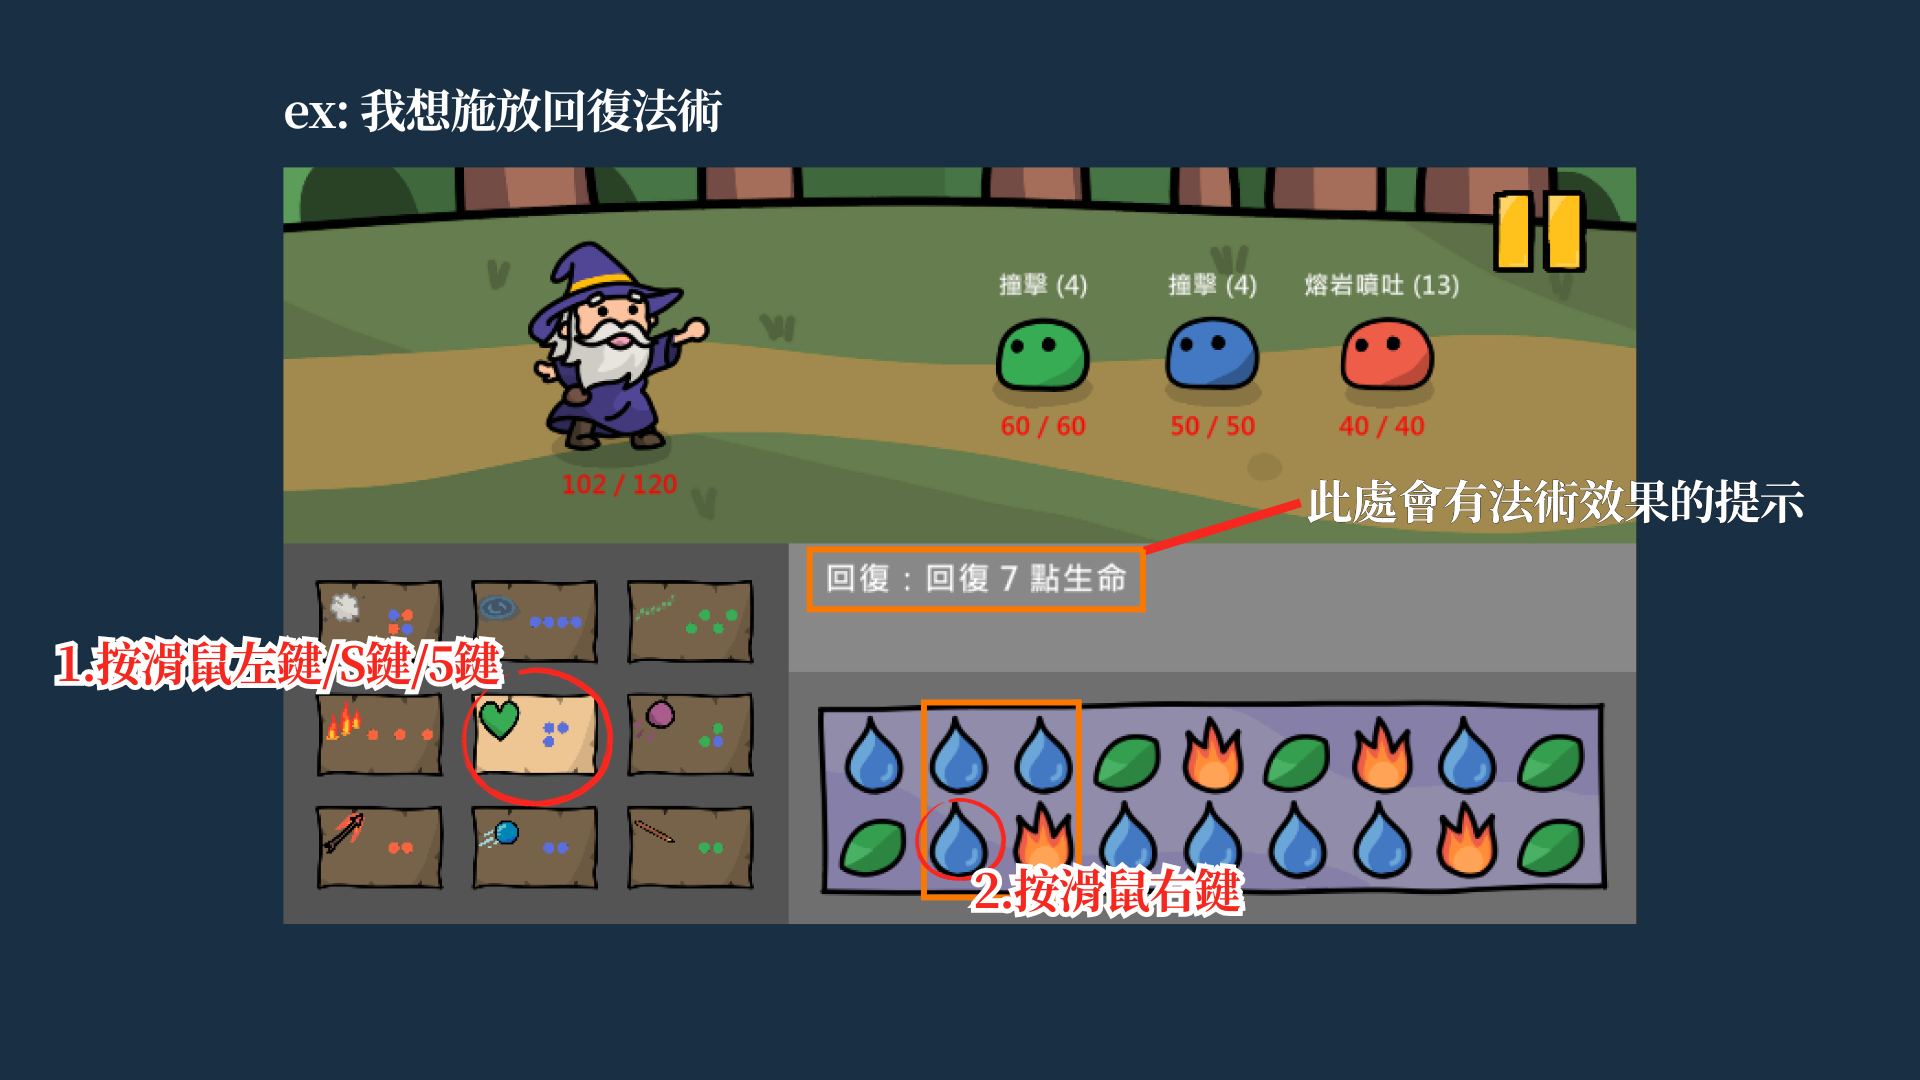 ex: 我想施放回復法術
撞擊 (4)
撞擊 (4)
熔岩噴吐 (13)
60 / 60
50 / 50
40 / 40
102 / 120
此處會有法術效果的提示
回復：回復 7 點生命
1.按滑鼠左鍵/S鍵/5鍵
2.按滑鼠右鍵